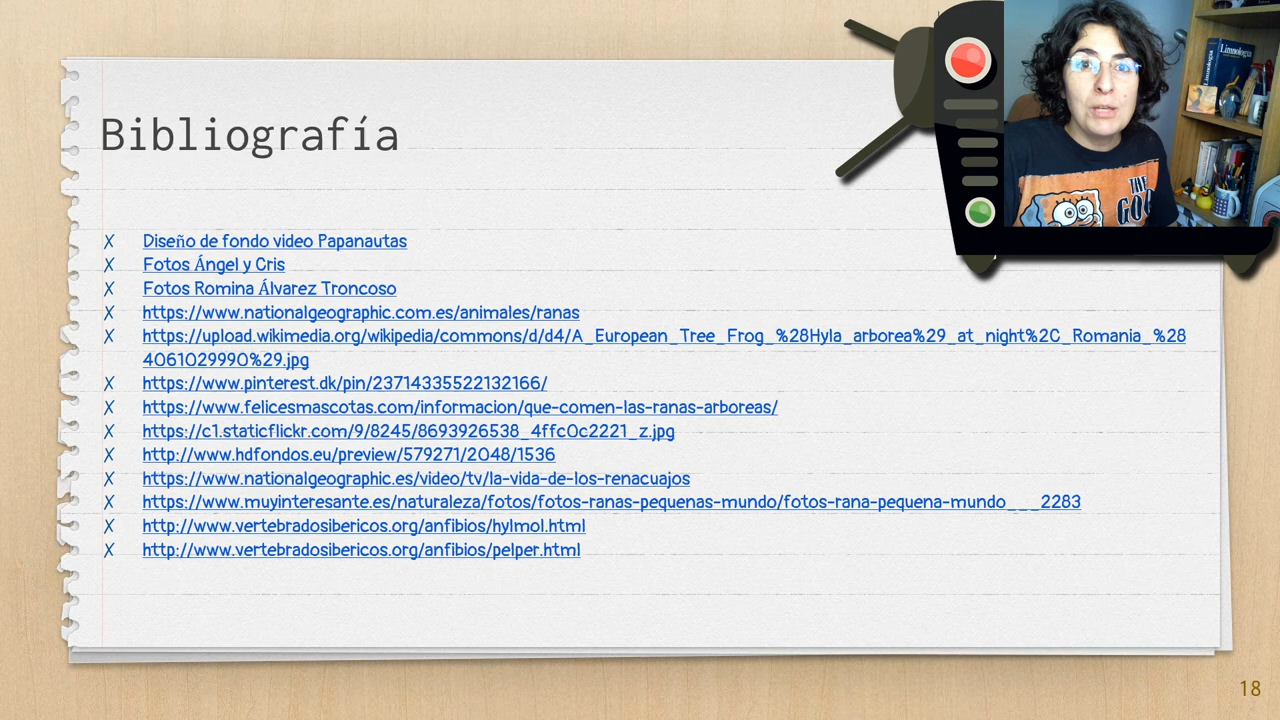 Bibliografía
Diseño de fondo video Papanautas
Fotos Ángel y Cris
Fotos Romina Álvarez Troncoso
https://www.nationalgeographic.com.es/animales/ranas
https://upload.wikimedia.org/wikipedia/commons/d/d4/A_European_Tree_Frog_%28Hyla_arborea%29_at_night%2C_Romania_%28
4061029990%29.jpg
https://www.pinterest.dk/pin/23714335522132166/
https://www.felicesmascotas.com/informacion/que-comen-las-ranas-arboreas/
https://c1.staticflickr.com/9/8245/8693926538_4ffc0c2221_z.jpg
http://www.hdfondos.eu/preview/579271/2048/1536
https://www.nationalgeographic.es/video/tv/la-vida-de-los-renacuajos
https://www.muyinteresante.es/naturaleza/fotos/fotos-ranas-pequenas-mundo/fotos-rana-pequena-mundo___2283
http://www.vertebradosibericos.org/anfibios/hylmol.html
http://www.vertebradosibericos.org/anfibios/pelper.html
18
Limnología
THE